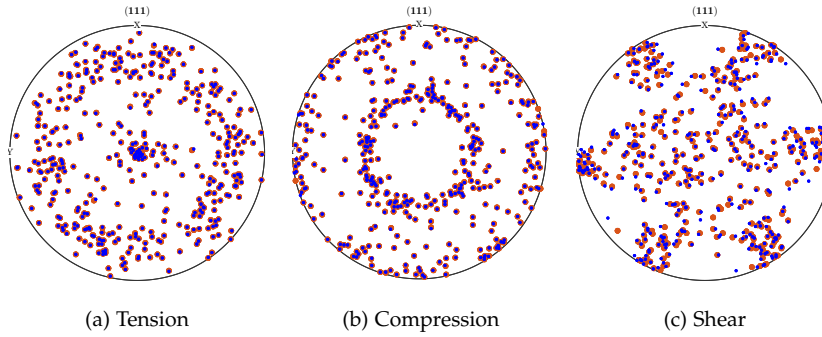 (111) (111) (111)
X X X
Y
(a) Tension (b) Compression (c) Shear